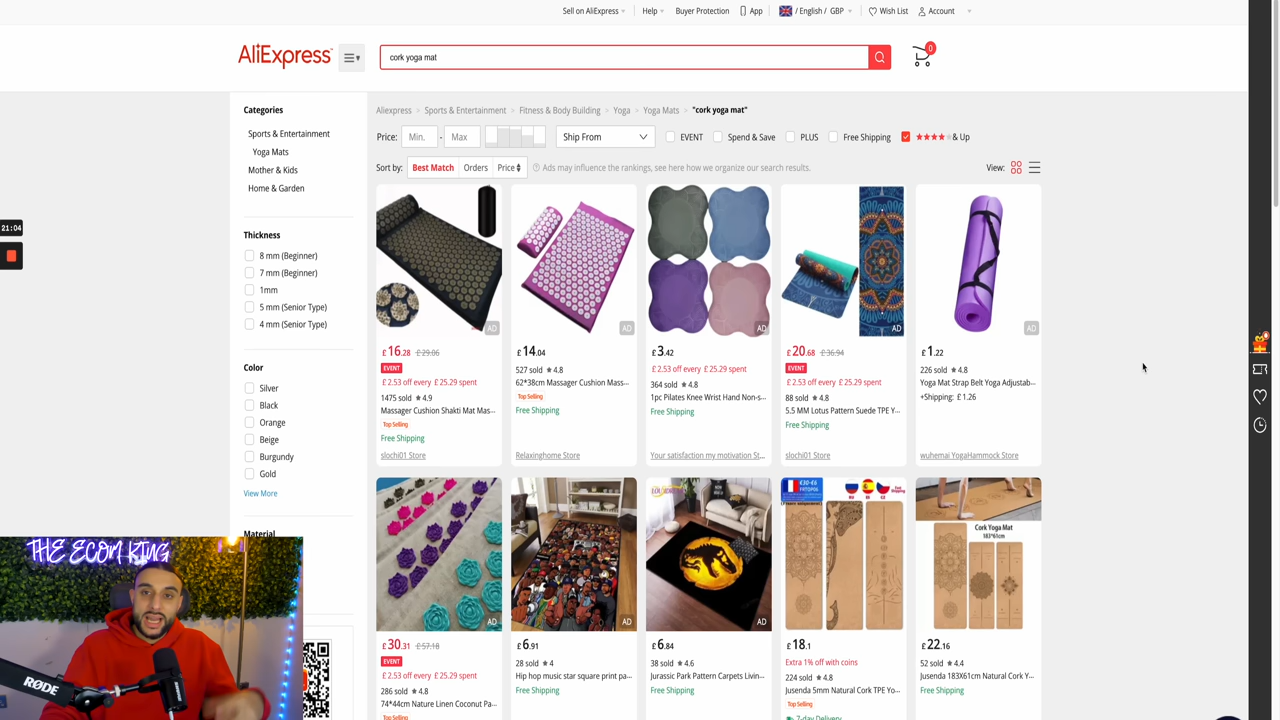 Sell on AliExpress
Help
Buyer Protection
App
/ English / GBP
Wish List
Account
AliExpress
cork yoga mat
0
Categories
Sports & Entertainment
Yoga Mats
Mother & Kids
Home & Garden
Aliexpress > Sports & Entertainment > Fitness & Body Building > Yoga > Yoga Mats > "cork yoga mat"
Price: Min. - Max Ship From EVENT Spend & Save PLUS Free Shipping & Up
Sort by: Best Match Orders Price Ads may influence the rankings, see here how we organize our search results. View:
21:04
Thickness
8 mm (Beginner)
7 mm (Beginner)
1mm
5 mm (Senior Type)
4 mm (Senior Type)
Color
Silver
Black
Orange
Beige
Burgundy
Gold
View More
Material
AD
£ 16.28 £ 29.06
EVENT
£ 2.53 off every £ 25.29 spent
1475 sold ★ 4.9
Massager Cushion Shakti Mat Mas...
Top Selling
Free Shipping
slochi01 Store
AD
£ 14.04
527 sold ★ 4.8
62*38cm Massager Cushion Mass...
Top Selling
Free Shipping
Relaxinghome Store
AD
£ 3.42
£ 2.53 off every £ 25.29 spent
364 sold ★ 4.8
1pc Pilates Knee Wrist Hand Non-s...
Free Shipping
Your satisfaction my motivation St...
AD
£ 20.68 £ 36.94
EVENT
£ 2.53 off every £ 25.29 spent
88 sold ★ 4.8
5.5 MM Lotus Pattern Suede TPE Y...
Free Shipping
slochi01 Store
AD
£ 1.22
226 sold ★ 4.8
Yoga Mat Strap Belt Yoga Adjustab...
+Shipping: £ 1.26
wuhemai YogaHammock Store
AD
£ 30.31 £ 57.18
EVENT
£ 2.53 off every £ 25.29 spent
286 sold ★ 4.8
74*44cm Nature Linen Coconut Pa...
Top Selling
AD
£ 6.91
28 sold ★ 4
Hip hop music star square print pa...
Free Shipping
AD
£ 6.84
38 sold ★ 4.6
Jurassic Park Pattern Carpets Livin...
Free Shipping
£ 18.1
Extra 1% off with coins
224 sold ★ 4.8
Jusenda 5mm Natural Cork TPE Yo...
Top Selling
7-day Delivery
Cork Yoga Mat
183*61cm
£ 22.16
52 sold ★ 4.4
Jusenda 183X61cm Natural Cork Y...
Free Shipping
THE ECOM KING
RØDE